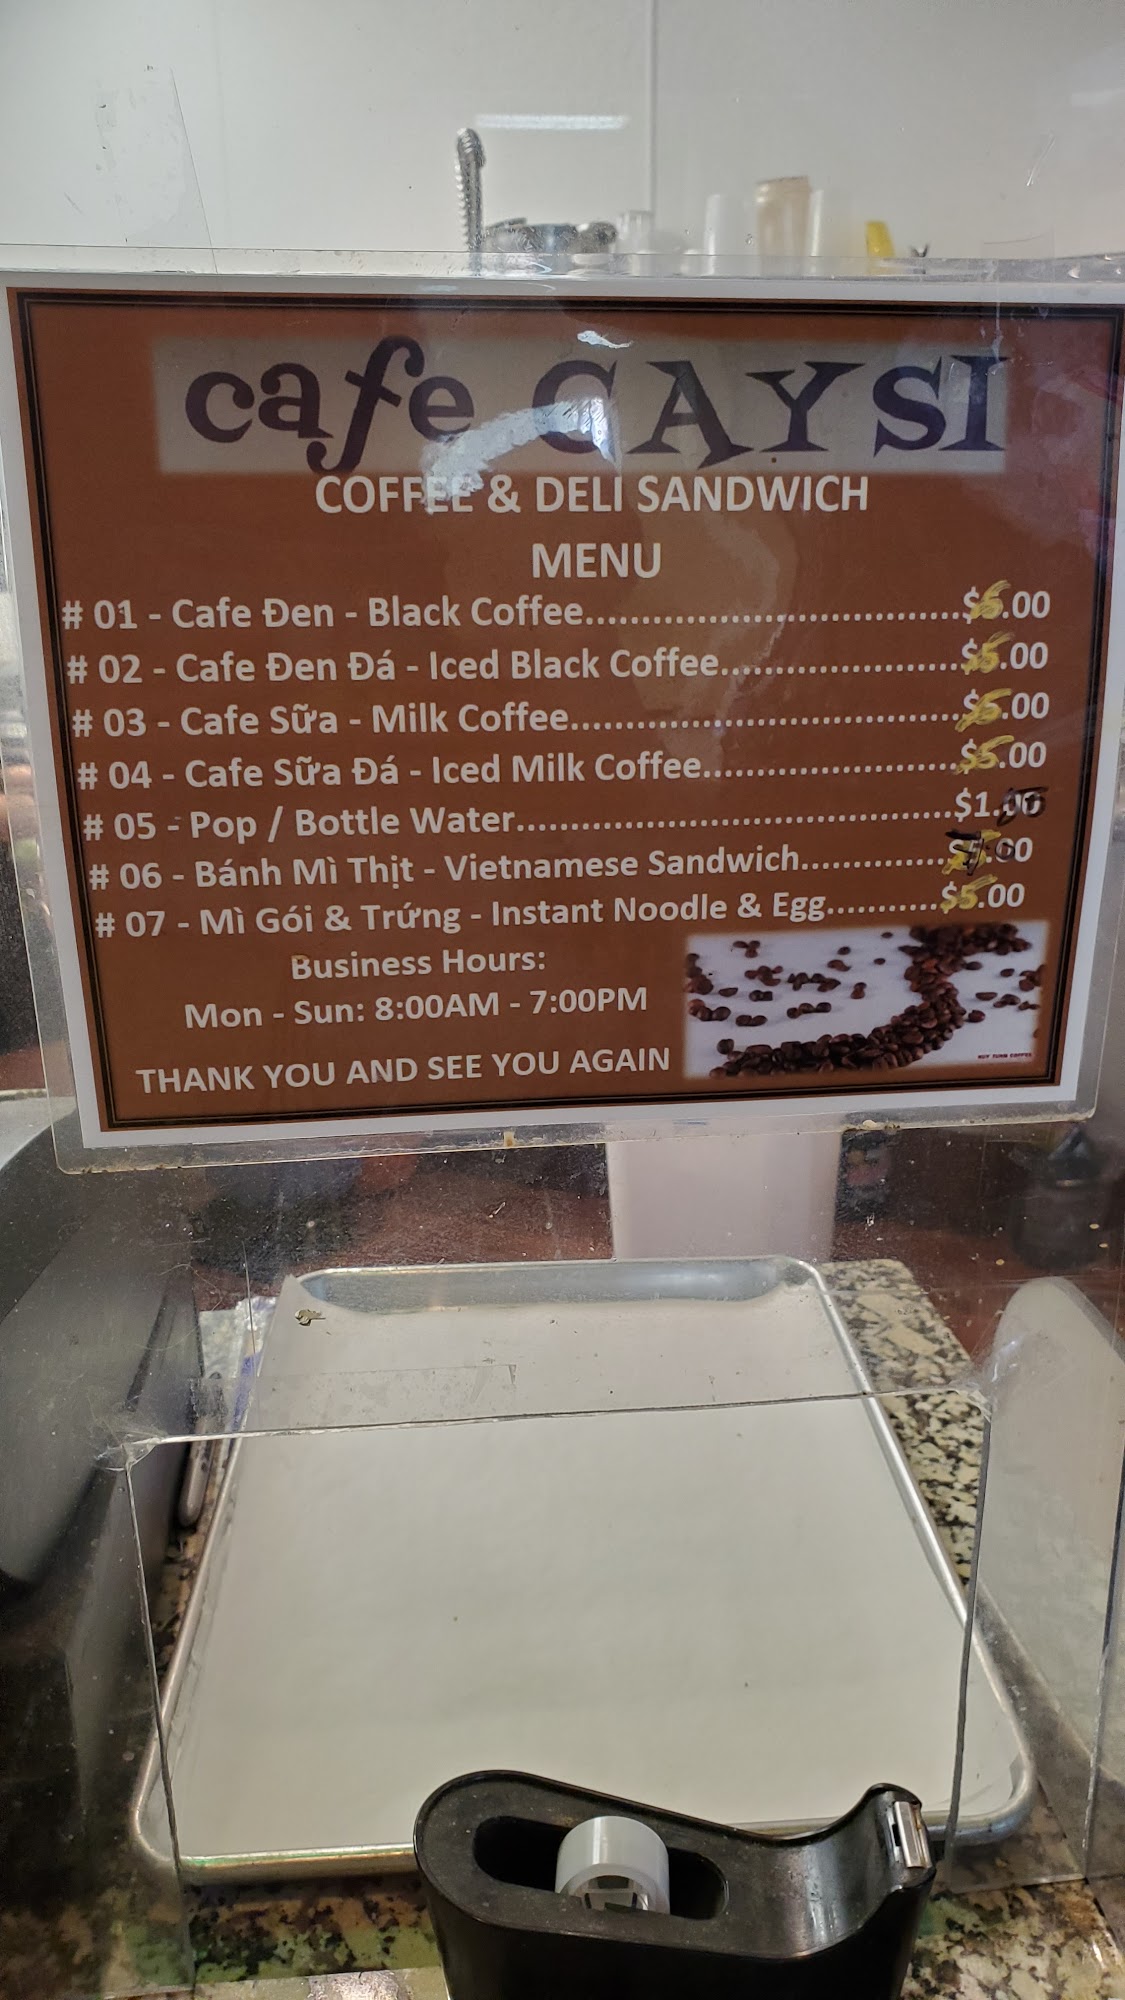 cafe CAYSI
COFFEE & DELI SANDWICH
MENU
# 01 - Cafe Đen - Black Coffee....................................$5.00
# 02 - Cafe Đen Đá - Iced Black Coffee.......................$5.00
# 03 - Cafe Sữa - Milk Coffee......................................$5.00
# 04 - Cafe Sữa Đá - Iced Milk Coffee.........................$5.00
# 05 - Pop / Bottle Water..........................................$1.
# 06 - Bánh Mì Thịt - Vietnamese Sandwich..............
# 07 - Mì Gói & Trứng - Instant Noodle & Egg...........$5.00
Business Hours:
Mon - Sun: 8:00AM - 7:00PM
THANK YOU AND SEE YOU AGAIN